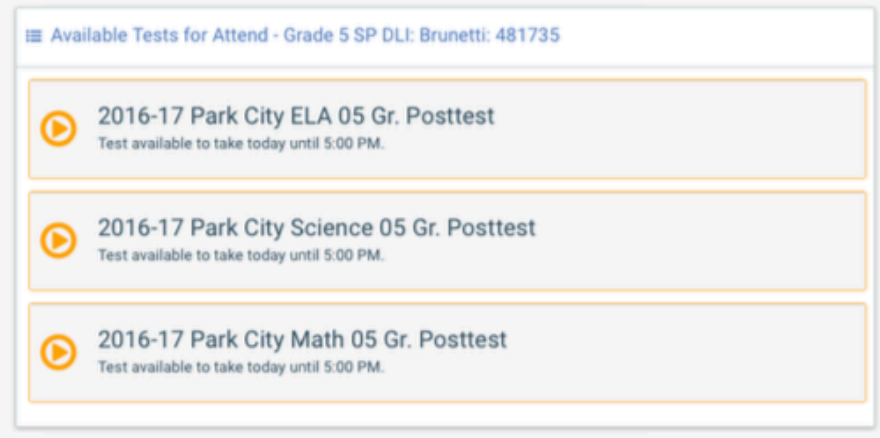 Available Tests for Attend - Grade 5 SP DLI: Brunetti: 481735
2016-17 Park City ELA 05 Gr. Posttest
Test available to take today until 5:00 PM.
2016-17 Park City Science 05 Gr. Posttest
Test available to take today until 5:00 PM.
2016-17 Park City Math 05 Gr. Posttest
Test available to take today until 5:00 PM.